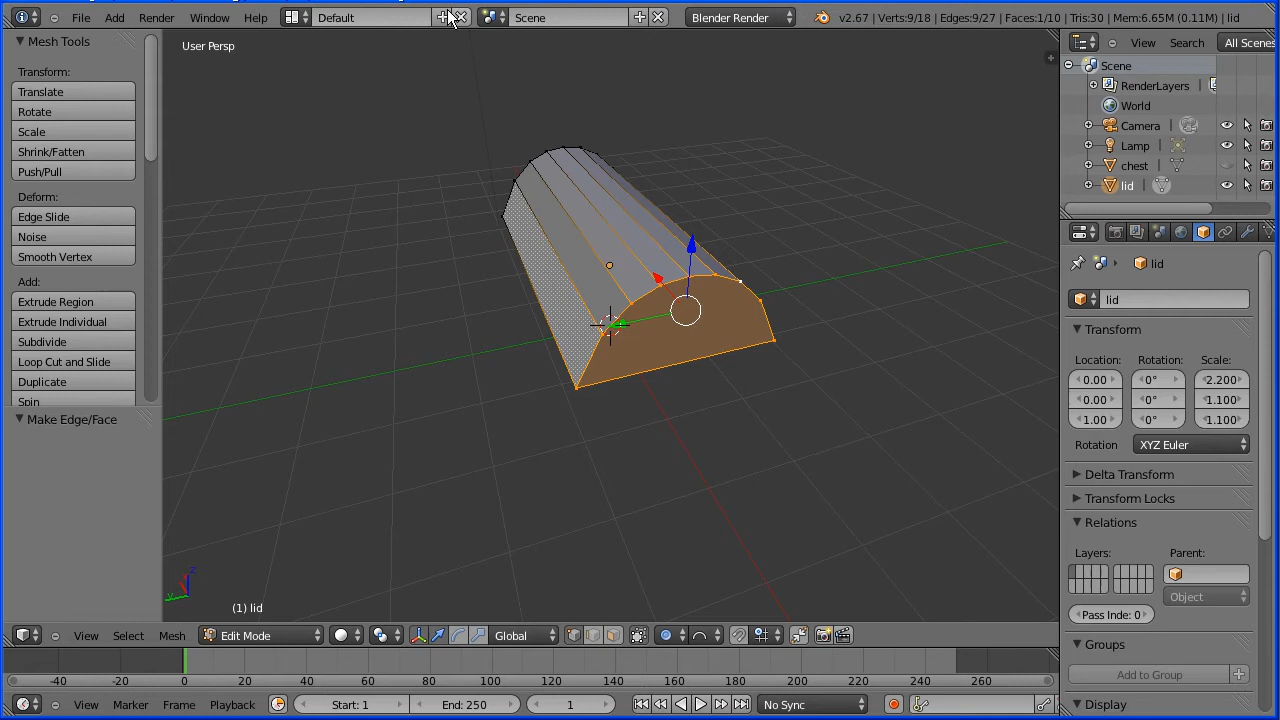 File Add Render Window Help Default Scene Blender Render v2.67 | Verts:9/18 | Edges:9/27 | Faces:1/10 | Tris:30 | Mem:6.65M (0.11M) | lid
Mesh Tools
Transform:
Translate
Rotate
Scale
Shrink/Fatten
Push/Pull
Deform:
Edge Slide
Noise
Smooth Vertex
Add:
Extrude Region
Extrude Individual
Subdivide
Loop Cut and Slide
Duplicate
Spin
Make Edge/Face
User Persp
z
y
(1) lid
View Search All Scenes
Scene
RenderLayers
World
Camera
Lamp
chest
lid
lid
lid
Transform
Location: Rotation: Scale:
0.00 0° 2.200
0.00 0° 1.100
1.00 0° 1.100
Rotation XYZ Euler
Delta Transform
Transform Locks
Relations
Layers: Parent:
Object
Pass Inde: 0
Groups
Add to Group
Display
View Select Mesh Edit Mode Global
-40 -20 0 20 40 60 80 100 120 140 160 180 200 220 240 260
View Marker Frame Playback Start: 1 End: 250 1 No Sync